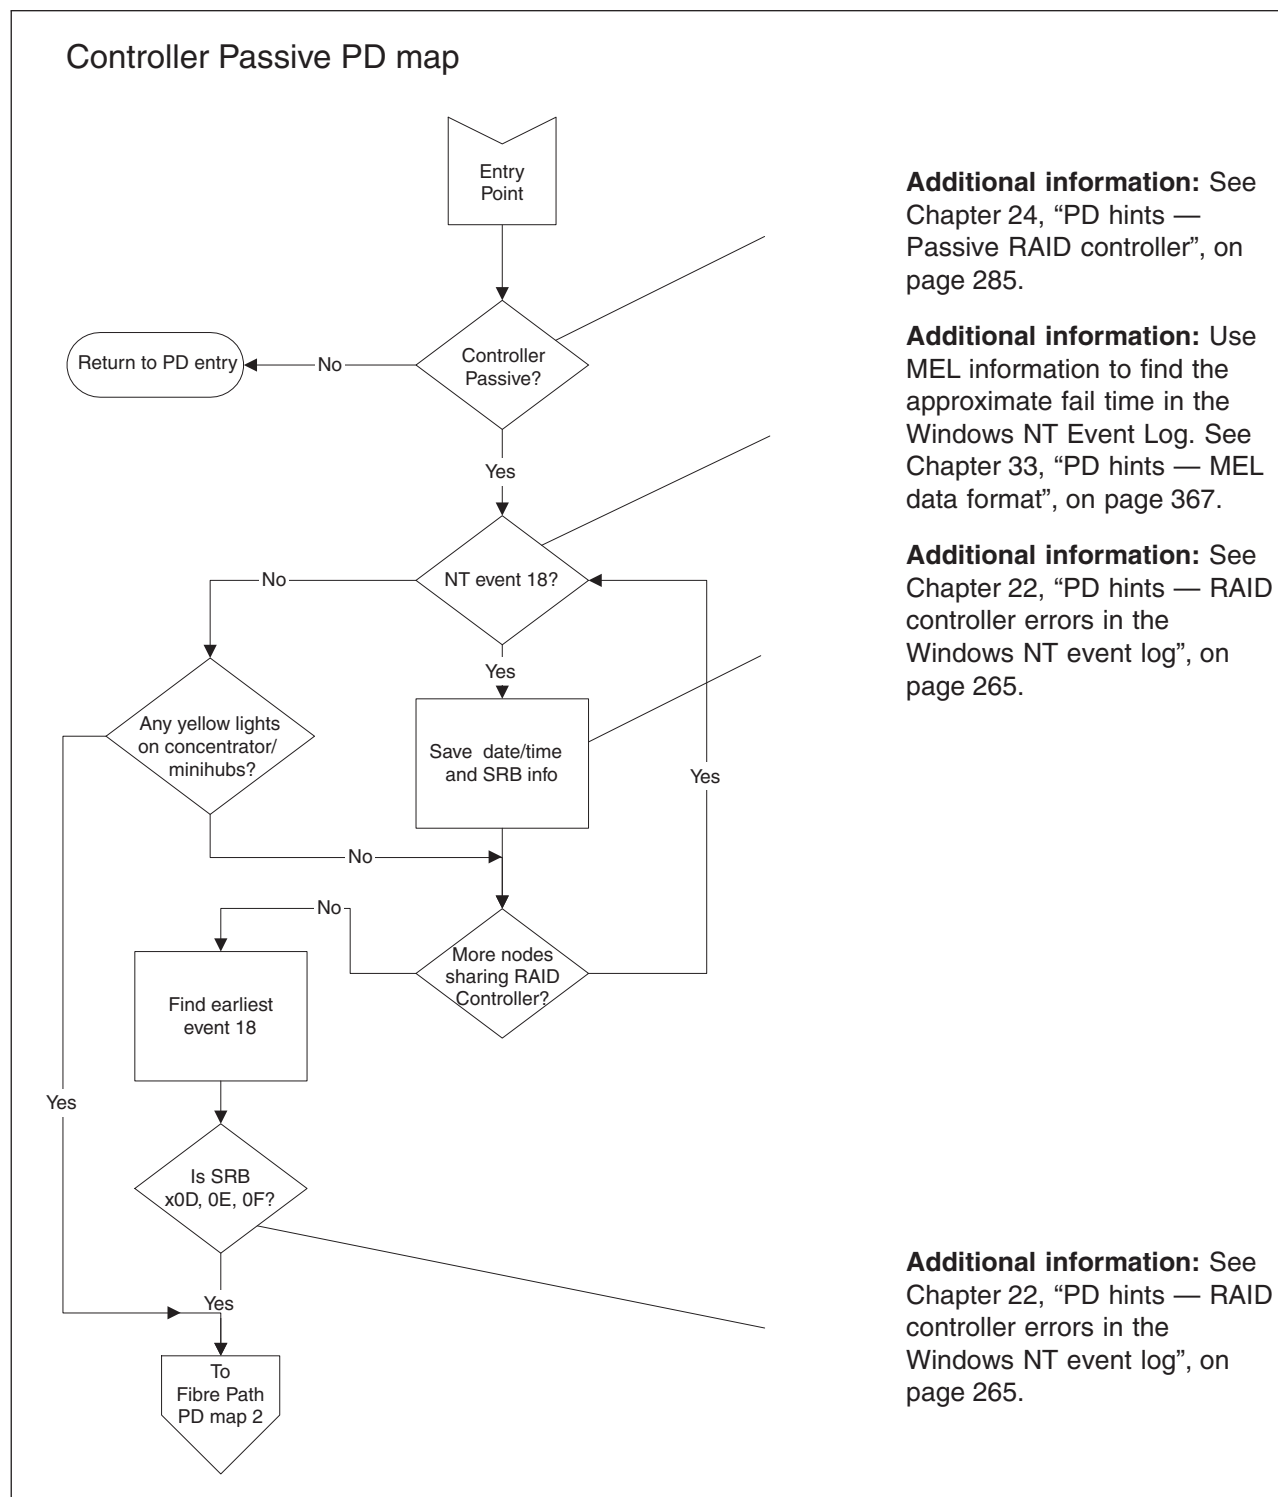 Controller Passive PD map
Entry
Point
Additional information: See
Chapter 24, “PD hints —
Passive RAID controller”, on
page 285.
Return to PD entry
No
Controller
Passive?
Additional information: Use
MEL information to find the
approximate fail time in the
Windows NT Event Log. See
Chapter 33, “PD hints — MEL
data format”, on page 367.
Yes
No
NT event 18?
Additional information: See
Chapter 22, “PD hints — RAID
controller errors in the
Windows NT event log”, on
page 265.
Yes
Any yellow lights
on concentrator/
minihubs?
Save date/time
and SRB info
Yes
No
No
More nodes
sharing RAID
Controller?
Find earliest
event 18
Yes
Is SRB
x0D, 0E, 0F?
Additional information: See
Chapter 22, “PD hints — RAID
controller errors in the
Windows NT event log”, on
page 265.
Yes
To
Fibre Path
PD map 2